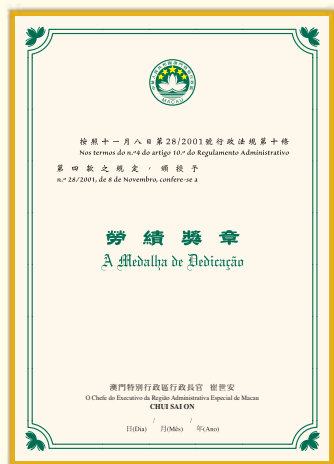 MACAU
按照十一月八日第28/2001號行政法規第十條
Nos termos do n.º4 do artigo 10.º do Regulamento Administrativo
第四款之規定，頒授予
n.º 28/2001, de 8 de Novembro, confere-se a
勞績獎章
A Medalha de Dedicação
澳門特別行政區行政長官 崔世安
O Chefe do Executivo da Região Administrativa Especial de Macau
CHUI SAI ON
/ /
日(Dia) 月(Mês) 年(Ano)